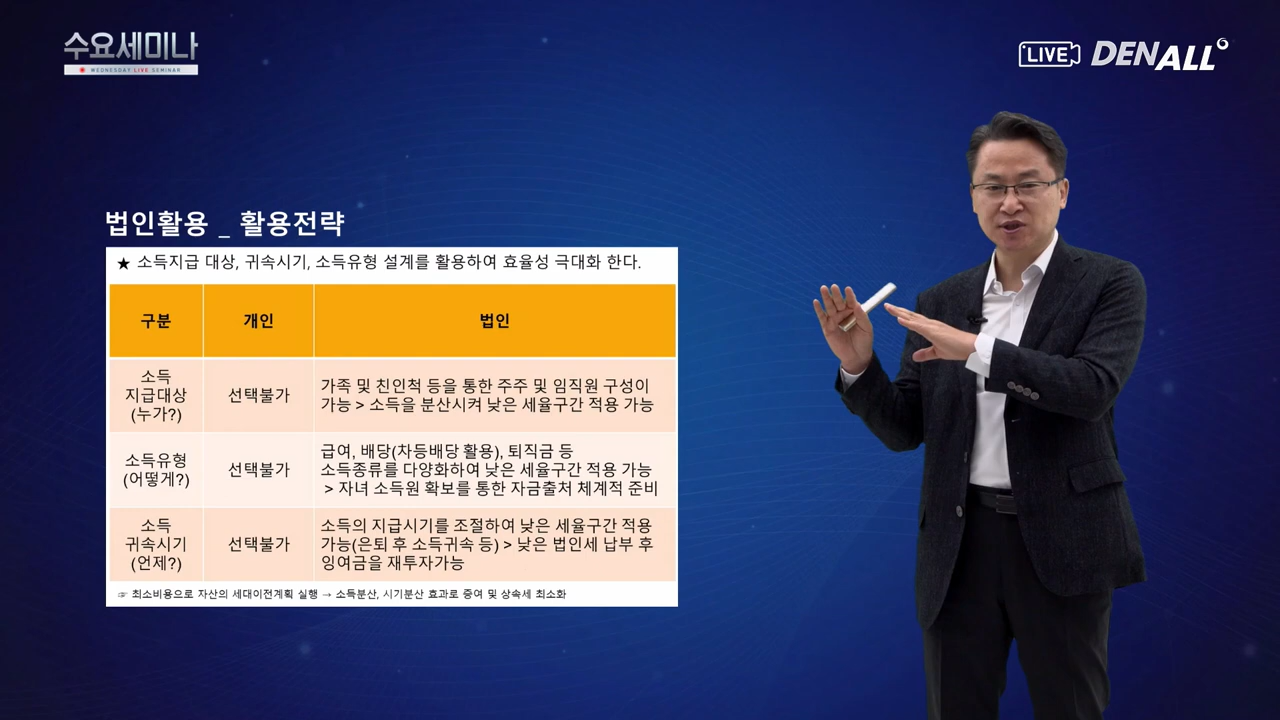 수요세미나
WEDNESDAY LIVE SEMINAR
LIVE
DENALL
법인활용 _ 활용전략
★ 소득지급 대상, 귀속시기, 소득유형 설계를 활용하여 효율성 극대화 한다.
구분
개인
법인
소득
지급대상
(누가?)
선택불가
가족 및 친인척 등을 통한 주주 및 임직원 구성이
가능 > 소득을 분산시켜 낮은 세율구간 적용 가능
소득유형
(어떻게?)
선택불가
급여, 배당(차등배당 활용), 퇴직금 등
소득종류를 다양화하여 낮은 세율구간 적용 가능
> 자녀 소득원 확보를 통한 자금출처 체계적 준비
소득
귀속시기
(언제?)
선택불가
소득의 지급시기를 조절하여 낮은 세율구간 적용
가능(은퇴 후 소득귀속 등) > 낮은 법인세 납부 후
잉여금을 재투자가능
☞ 최소비용으로 자산의 세대이전계획 실행 → 소득분산, 시기분산 효과로 증여 및 상속세 최소화